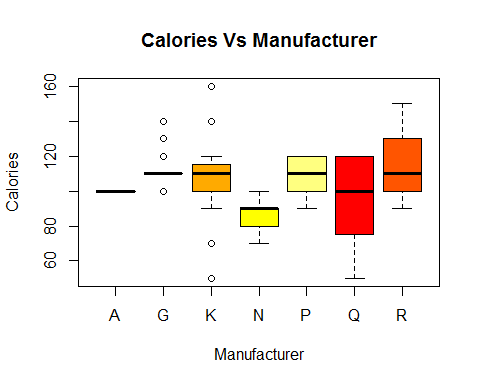 Calories Vs Manufacturer
Calories
160
120
80
60
A G K N P Q R
Manufacturer